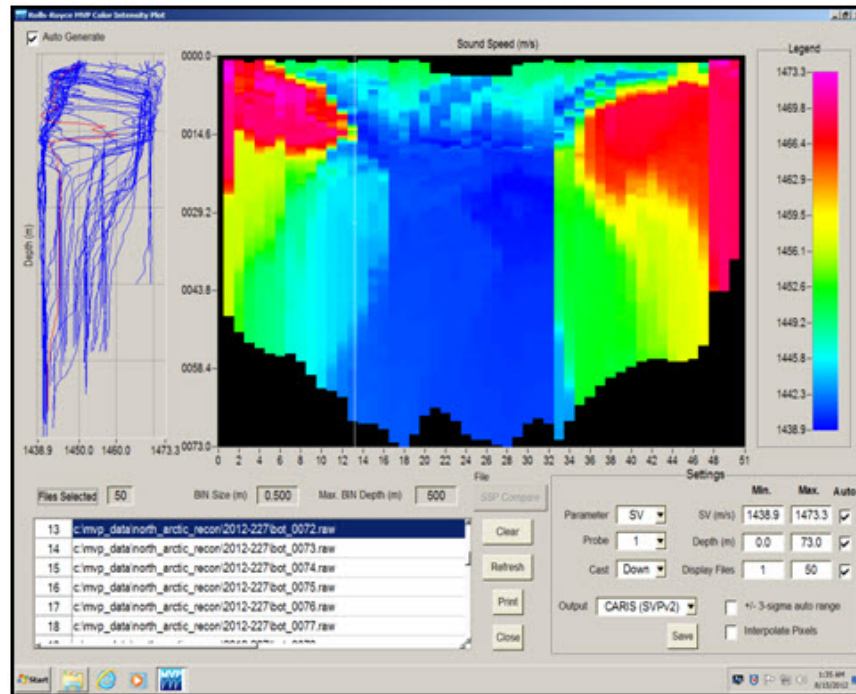 Rolls-Royce MVP Color Intensity Plot
Auto Generate
Sound Speed (m/s)
Legend
Depth (m)
0000.0
0014.6
0029.2
0043.8
0058.4
0073.0
1473.3
1469.8
1466.4
1462.9
1459.5
1456.1
1452.6
1449.2
1445.8
1442.3
1438.9
1438.9 1450.0 1460.0 1473.3
0 2 4 6 8 10 12 14 16 18 20 22 24 26 28 30 32 34 36 38 40 42 44 46 48 51
Files Selected 50 BIN Size (m) 0.500 Max. BIN Depth (m) 500
File
SSP Compare
Clear
Refresh
Print
Close
13 c:\mvp_data\north_arctic_recon\2012-227\bot_0072.raw
14 c:\mvp_data\north_arctic_recon\2012-227\bot_0073.raw
15 c:\mvp_data\north_arctic_recon\2012-227\bot_0074.raw
16 c:\mvp_data\north_arctic_recon\2012-227\bot_0075.raw
17 c:\mvp_data\north_arctic_recon\2012-227\bot_0076.raw
18 c:\mvp_data\north_arctic_recon\2012-227\bot_0077.raw
Settings
Min. Max. Auto
Parameter SV SV (m/s) 1438.9 1473.3
Probe 1 Depth (m) 0.0 73.0
Cast Down Display Files 1 50
Output CARIS (SVPv2) +/- 3-sigma auto range
Save Interpolate Pixels
Start
MVP
1:35 AM
8/15/2012